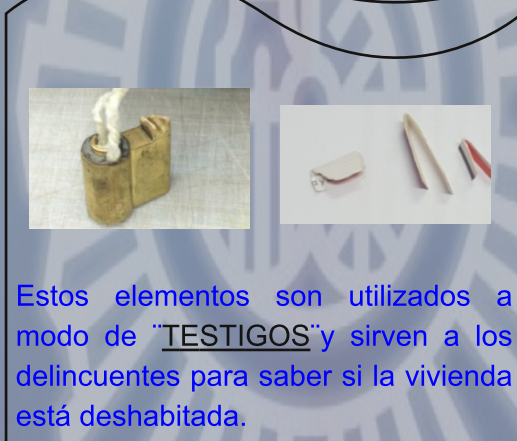 Estos elementos son utilizados a
modo de ¨TESTIGOS¨y sirven a los
delincuentes para saber si la vivienda
está deshabitada.